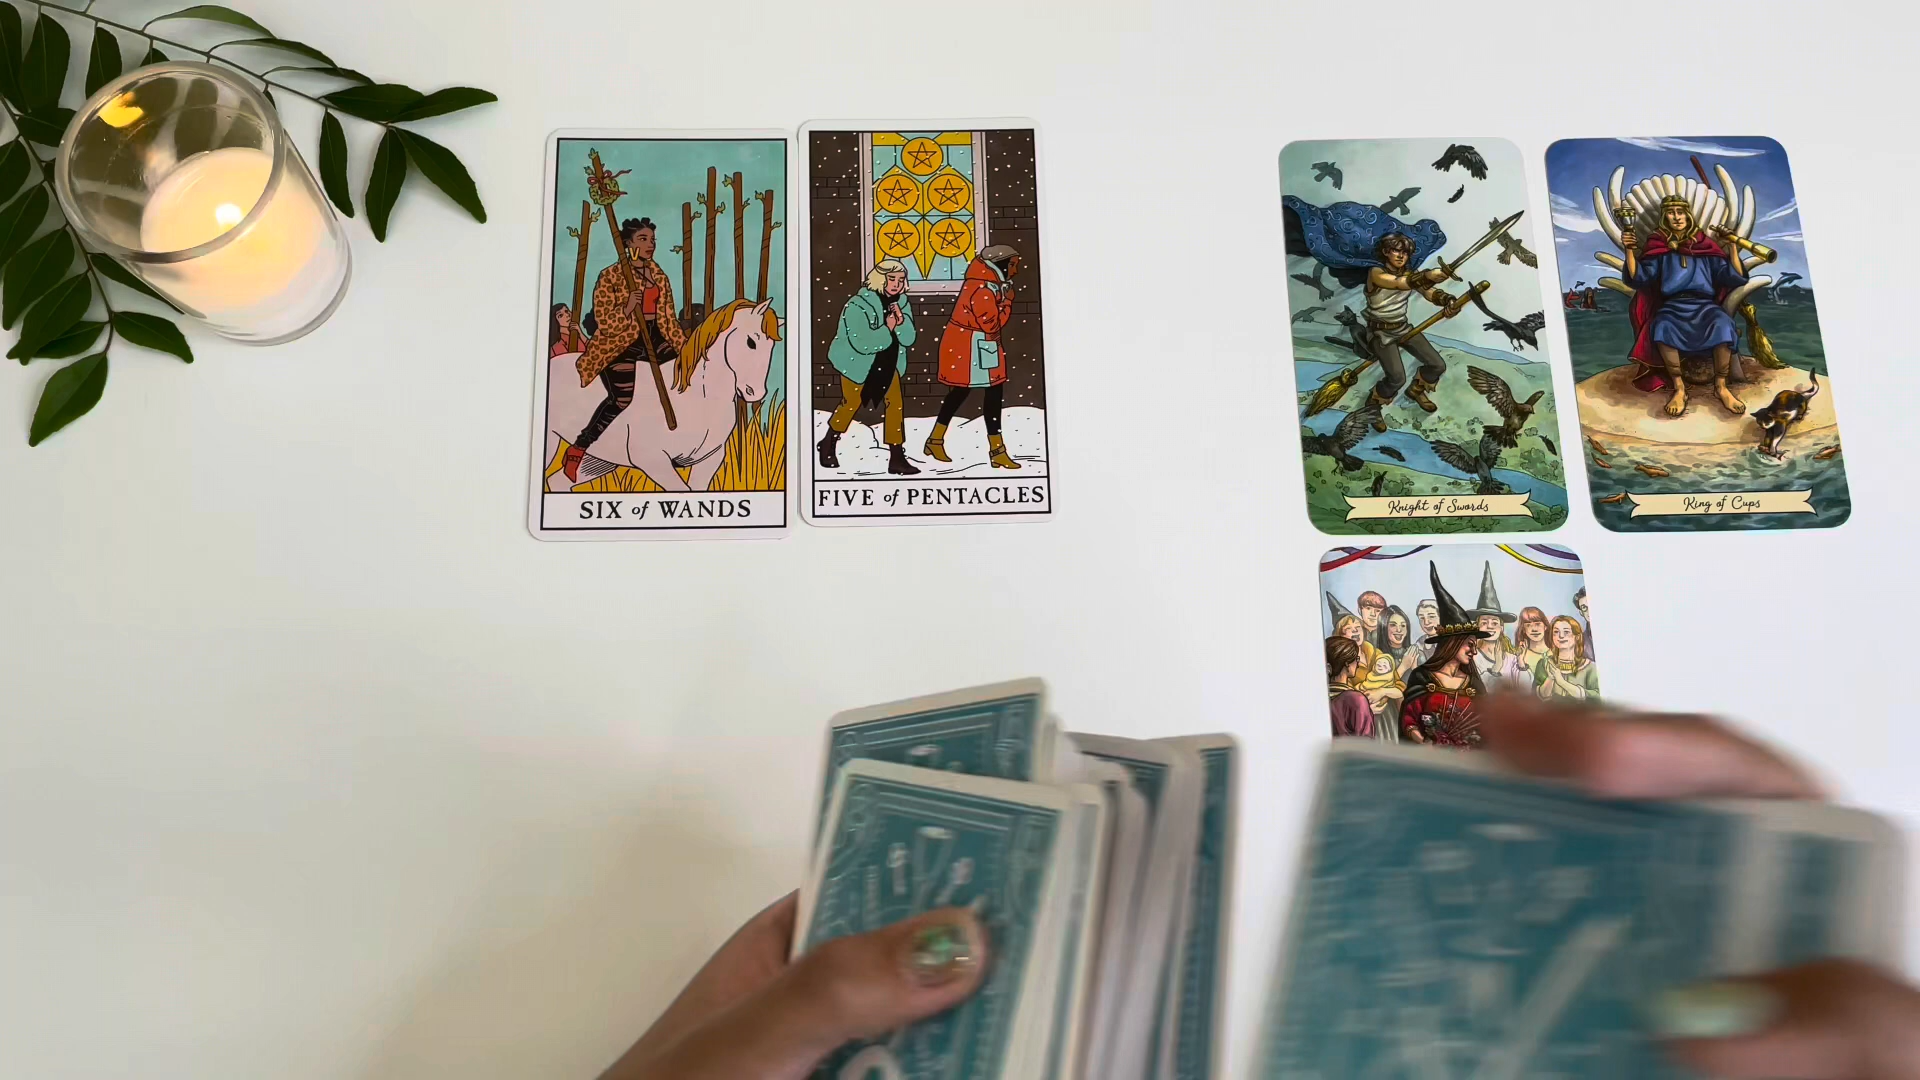 SIX of WANDS
FIVE of PENTACLES
Knight of Swords
King of Cups